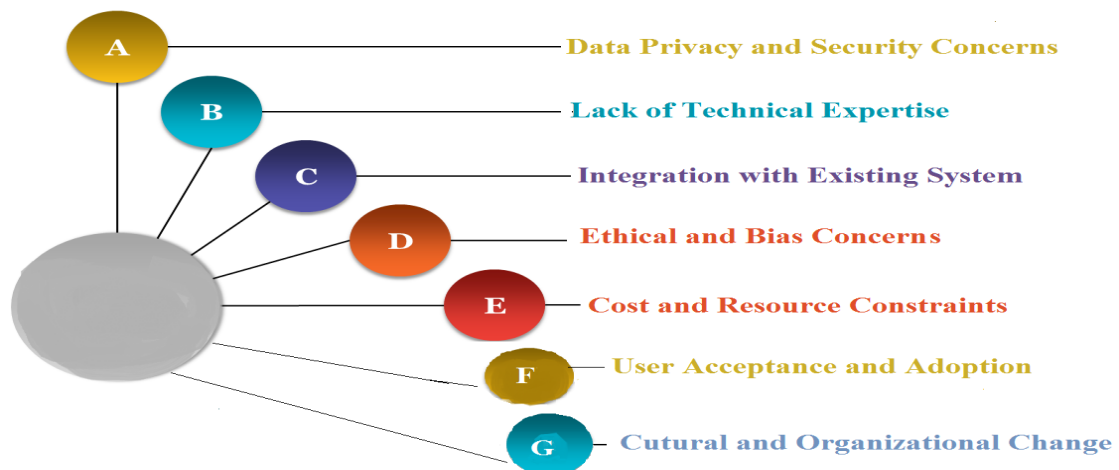 A Data Privacy and Security Concerns
B Lack of Technical Expertise
C Integration with Existing System
D Ethical and Bias Concerns
E Cost and Resource Constraints
F User Acceptance and Adoption
G Cutural and Organizational Change